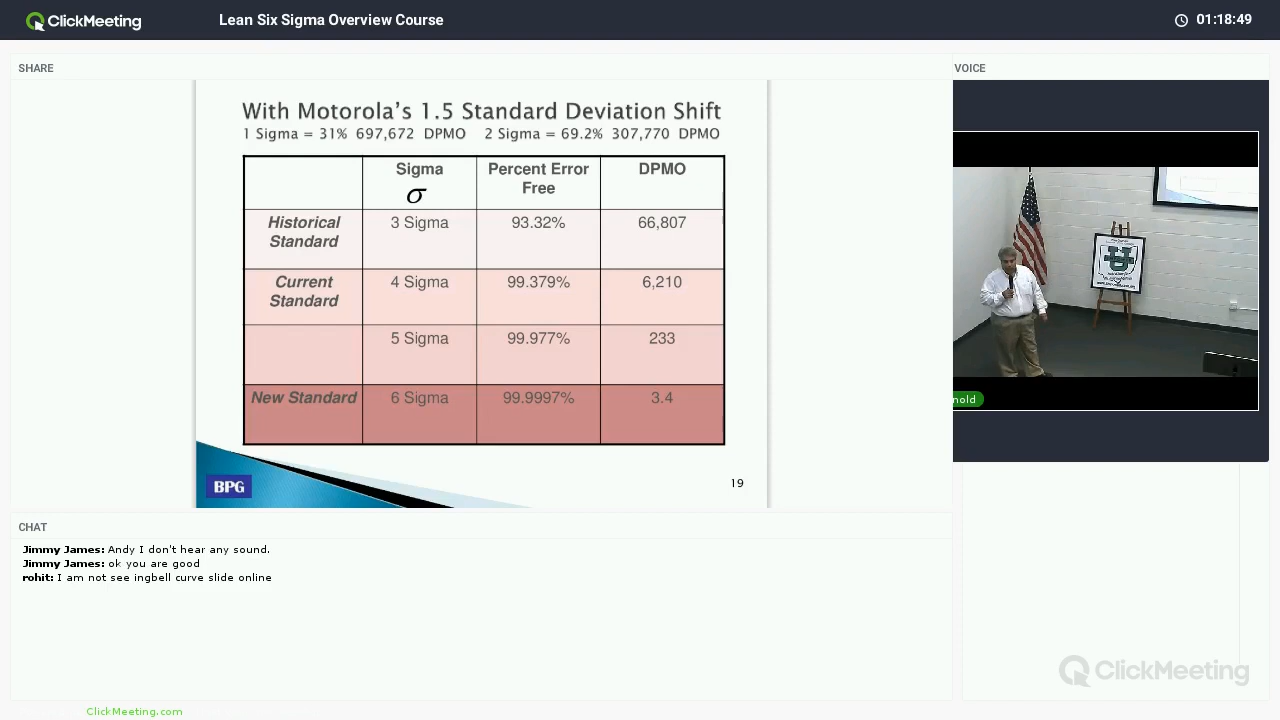 ClickMeeting
Lean Six Sigma Overview Course
01:18:49
SHARE
VOICE
With Motorola's 1.5 Standard Deviation Shift
1 Sigma = 31% 697,672 DPMO 2 Sigma = 69.2% 307,770 DPMO
Sigma
σ
Percent Error
Free
DPMO
Historical
Standard
3 Sigma
93.32%
66,807
Current
Standard
4 Sigma
99.379%
6,210
5 Sigma
99.977%
233
New Standard
6 Sigma
99.9997%
3.4
BPG
19
nold
CHAT
Jimmy James: Andy I don't hear any sound.
Jimmy James: ok you are good
rohit: I am not see ingbell curve slide online
ClickMeeting
ClickMeeting.com